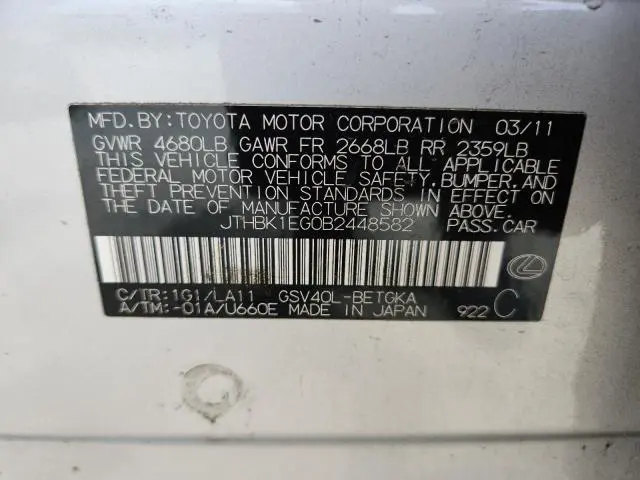 MFD.BY:TOYOTA MOTOR CORPORATION 03/11
GVWR 4680LB GAWR FR 2668LB RR 2359LB
THIS VEHICLE CONFORMS TO ALL APPLICABLE
FEDERAL MOTOR VEHICLE SAFETY,BUMPER,AND
THEFT PREVENTION STANDARDS IN EFFECT ON
THE DATE OF MANUFACTURE SHOWN ABOVE.
JTHBK1EG0B2448582 PASS.CAR
C/TR:1G1/LA11 GSV40L-BETGKA
A/TM:-01A/U660E MADE IN JAPAN 922 C